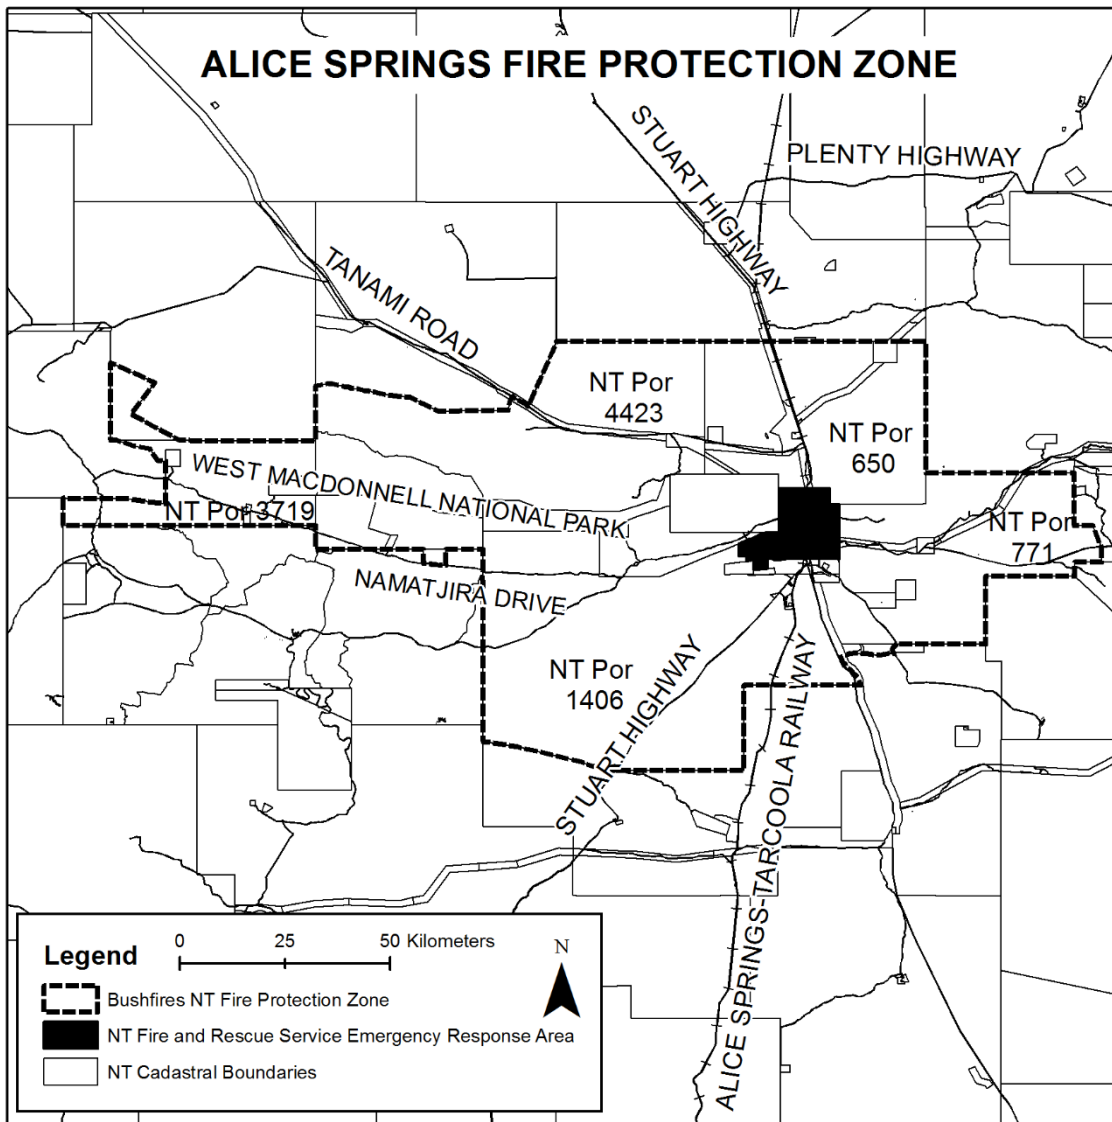 ALICE SPRINGS FIRE PROTECTION ZONE
STUART HIGHWAY
PLENTY HIGHWAY
TANAMI ROAD
NT Por
4423
NT Por
650
WEST MACDONNELL NATIONAL PARK
NT Por 3719
NT Por
771
NAMATJIRA DRIVE
NT Por
1406
STUART HIGHWAY
ALICE SPRINGS-TARCOOLA RAILWAY
Legend
0 25 50 Kilometers
N
Bushfires NT Fire Protection Zone
NT Fire and Rescue Service Emergency Response Area
NT Cadastral Boundaries